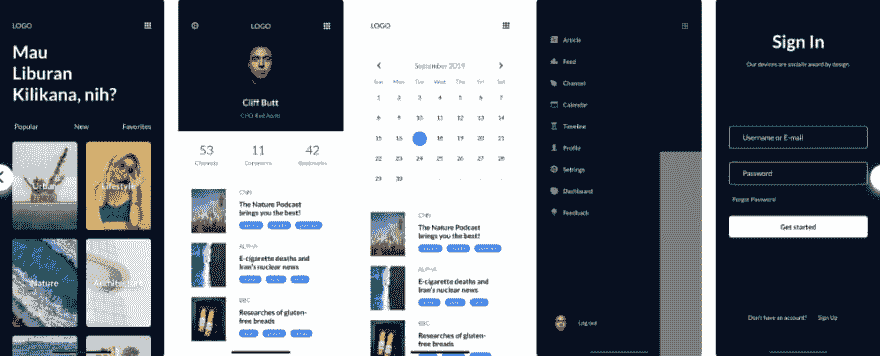 LOGO
Mau
Liburan
Kilikana, nih?
Popular New Favorites
Urban
Lifestyle
Nature
Architecture
LOGO
Cliff Butt
53 11 42
Channels
CNN
The Nature Podcast
brings you the best!
ALPHA
E-cigarette deaths and
Iran's nuclear news
BBC
Researches of gluten-
free breads
LOGO
September 2019
Sun Mon Tue Wed Thu Fri Sat
1 2 3 4 5 6 7
8 9 10 11 12 13 14
15 16 18 19 20 21
22 23 24 25 26 27 28
29 30
CNN
The Nature Podcast
brings you the best!
ALPHA
E-cigarette deaths and
Iran's nuclear news
BBC
Researches of gluten-
free breads
Article
Feed
Channel
Calendar
Timeline
Profile
Settings
Dashboard
Feedback
Log out
Sign In
Our devices are socially award by design.
Username or E-mail
Password
Forgot Password
Get started
Don't have an account? Sign Up